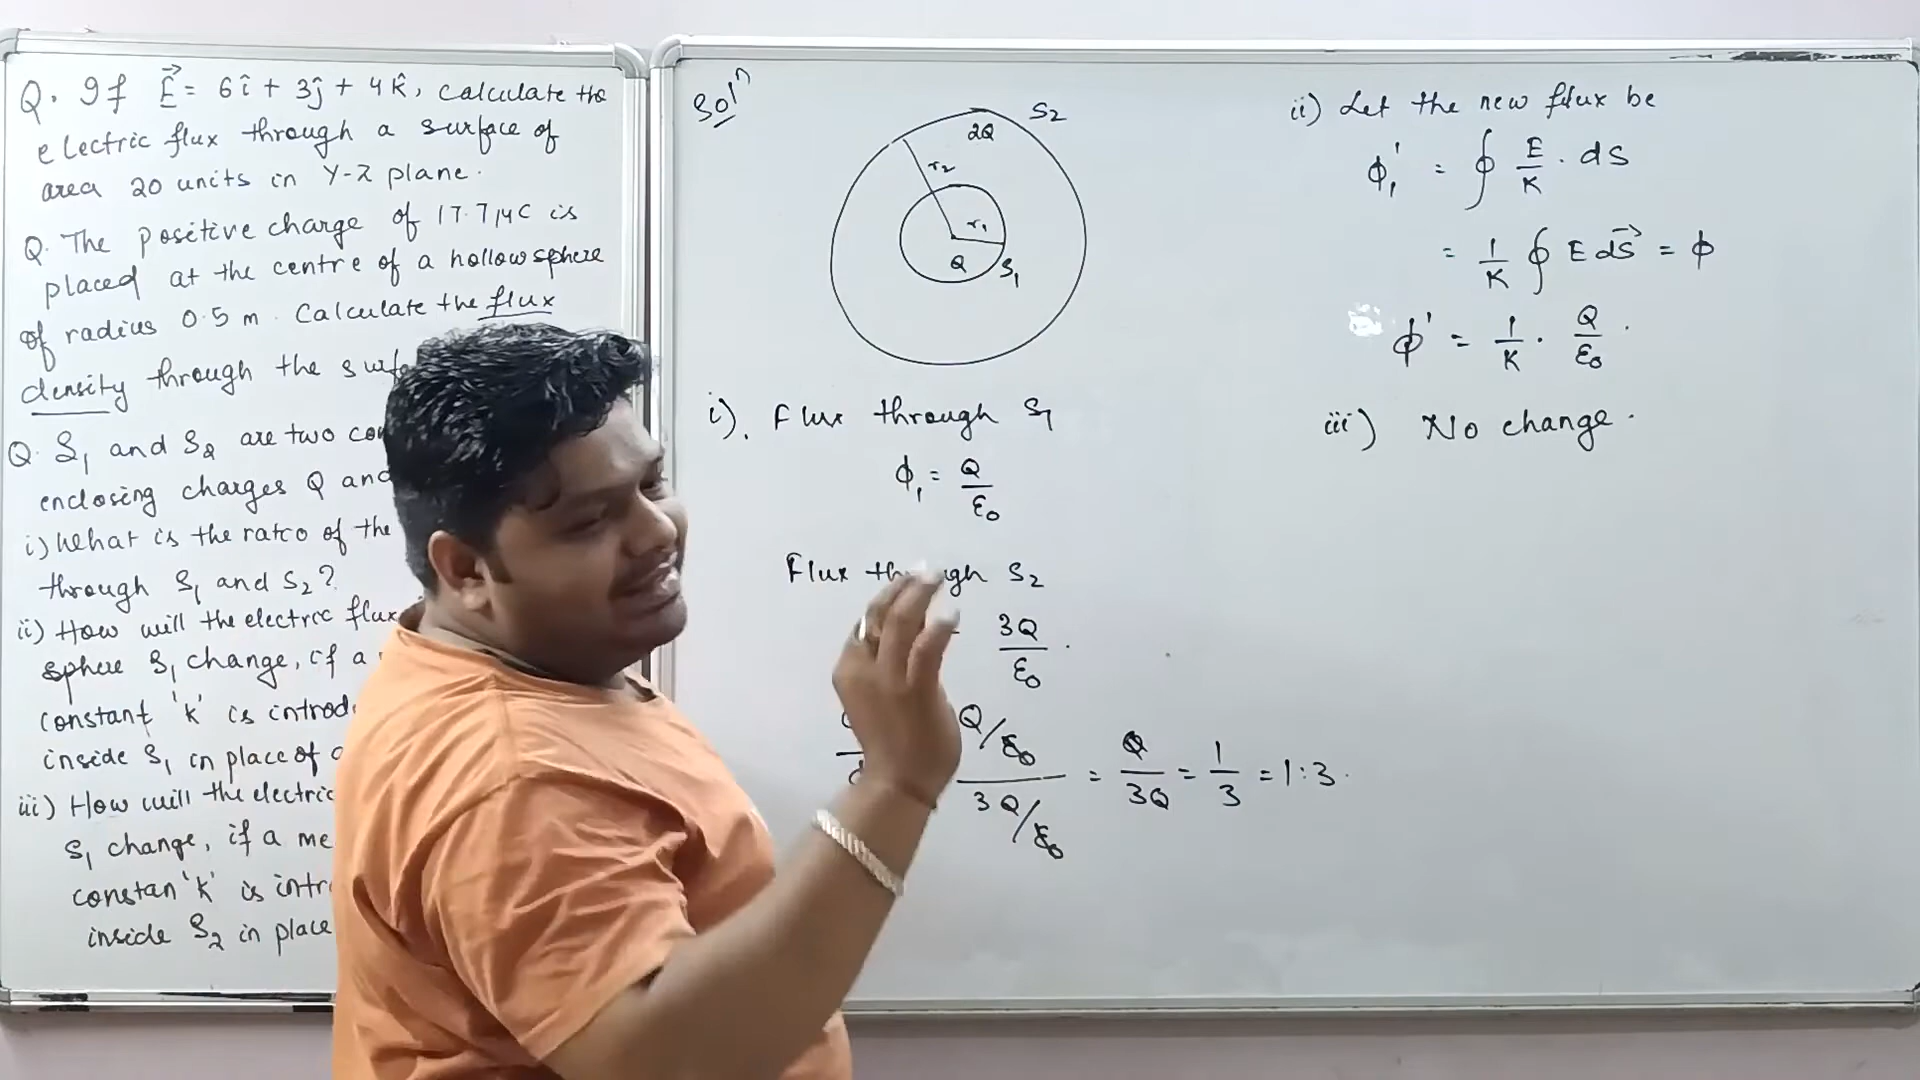 Q. If E⃗ = 6î + 3ĵ + 4k̂, calculate the
electric flux through a surface of
area 20 units in Y-Z plane.
Q. The positive charge of 17.7 μC is
placed at the centre of a hollow sphere
of radius 0.5 m. Calculate the flux
density through the
Q. S₁ and S₂ are two
enclosing charges Q and
i) What is the ratio of the
through S₁ and S₂?
ii) How will the electric flux
sphere S₁ change, if a
constant 'k' is
inside S₁ in place of
iii) How will the electric
S₁ change, if a
constan 'k' is
inside S₂ in place
Solⁿ
S₂
2Q
r₂
r₁
Q
S₁
i). Flux through S₁
ϕ₁ = Q/ε₀
Flux through S₂
3Q/ε₀ .
Q/ε₀ / 3Q/ε₀ = Q/3Q = 1/3 = 1:3.
ii) Let the new flux be
ϕ₁' = ∮ E/K . dS
= 1/K ∮ E dS⃗ = ϕ
ϕ' = 1/K . Q/ε₀ .
iii) No change.